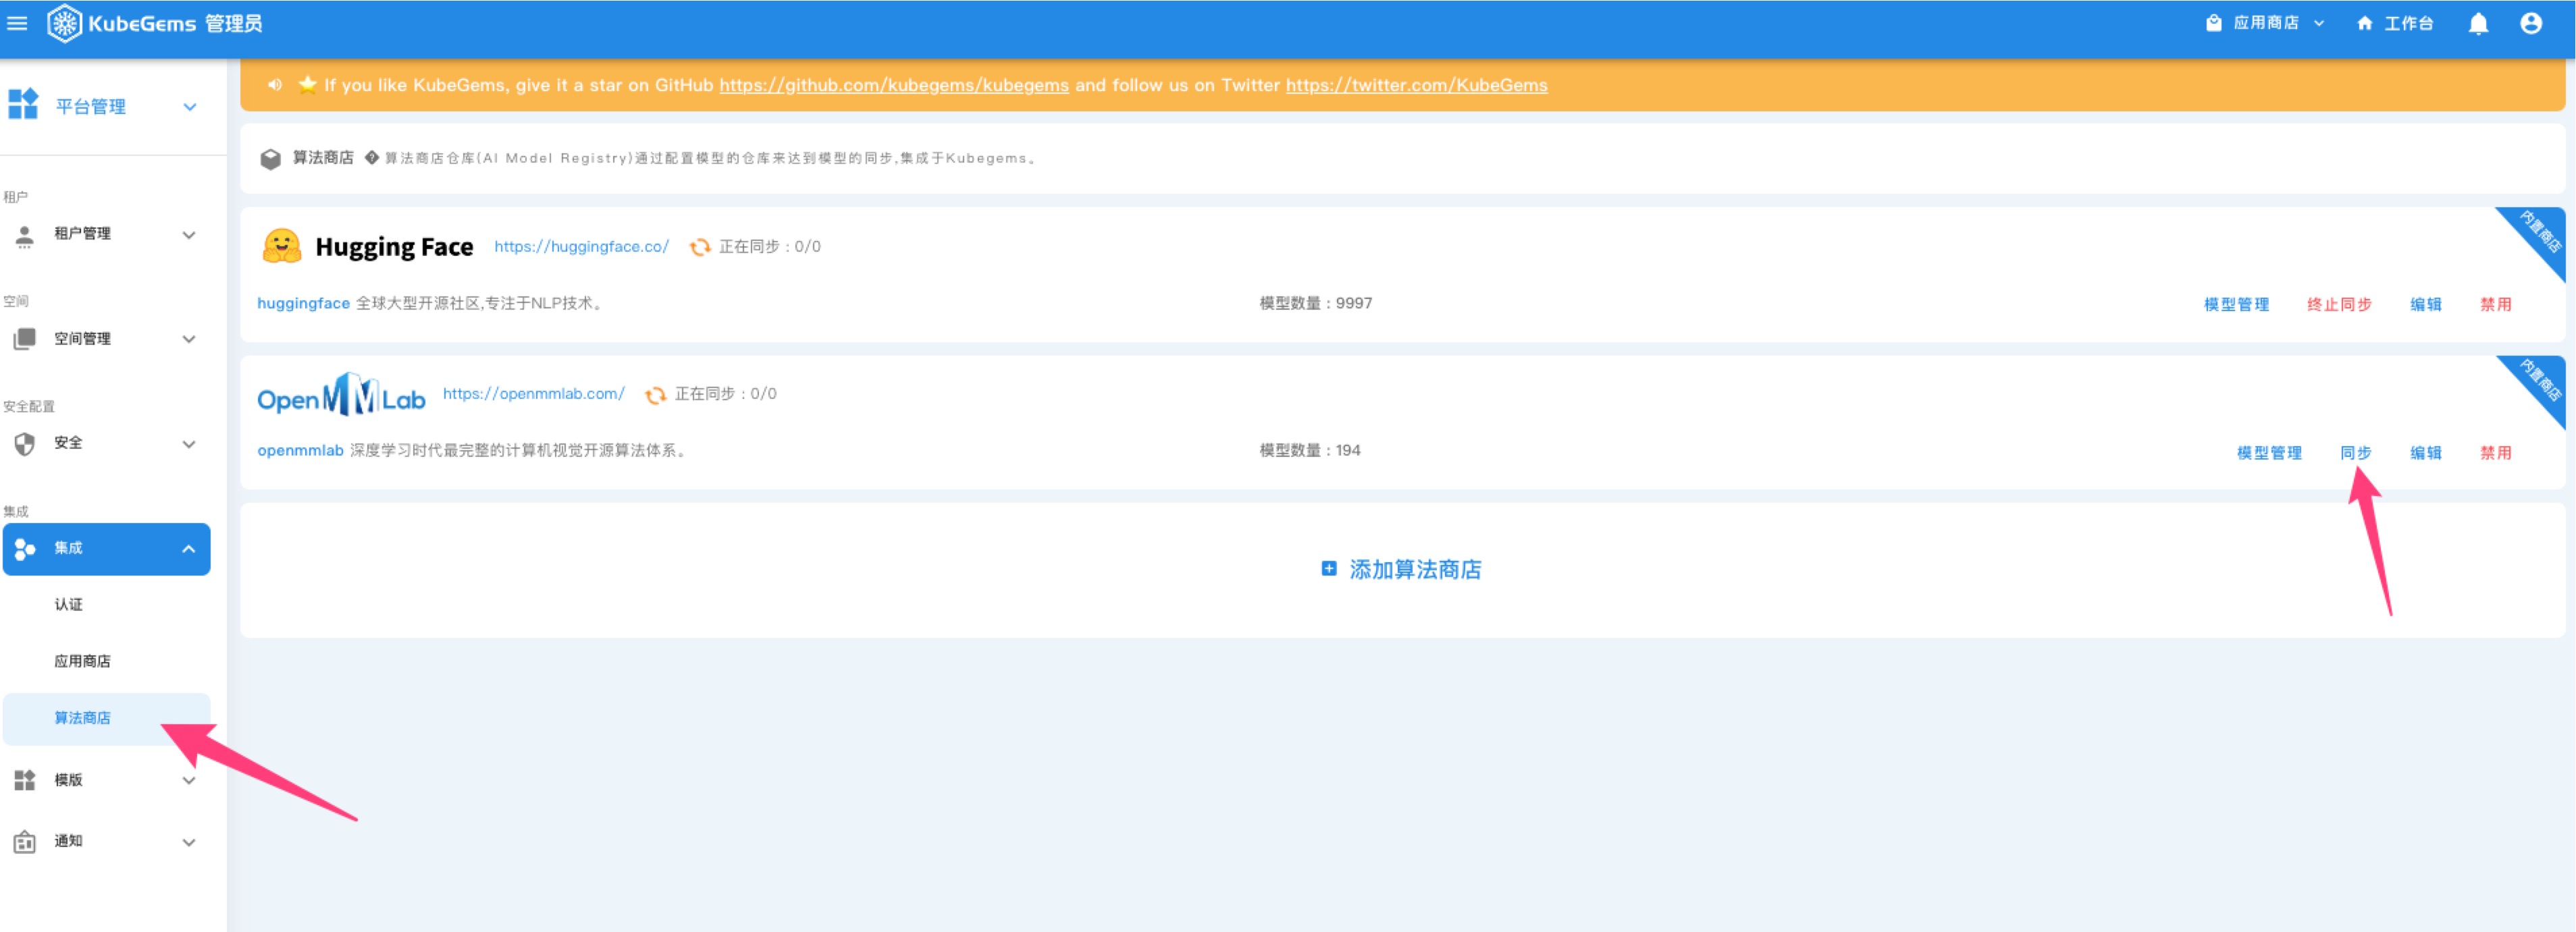 KubeGems 管理员
应用商店
工作台
平台管理
If you like KubeGems, give it a star on GitHub https://github.com/kubegems/kubegems and follow us on Twitter https://twitter.com/KubeGems
算法商店 算法商店仓库(AI Model Registry)通过配置模型的仓库来达到模型的同步,集成于Kubegems。
租户
租户管理
空间
空间管理
安全配置
安全
集成
集成
认证
应用商店
算法商店
模版
通知
Hugging Face https://huggingface.co/ 正在同步 : 0/0
内置商店
huggingface 全球大型开源社区,专注于NLP技术。
模型数量 : 9997
模型管理 终止同步 编辑 禁用
OpenMMLab https://openmmlab.com/ 正在同步 : 0/0
内置商店
openmmlab 深度学习时代最完整的计算机视觉开源算法体系。
模型数量 : 194
模型管理 同步 编辑 禁用
添加算法商店